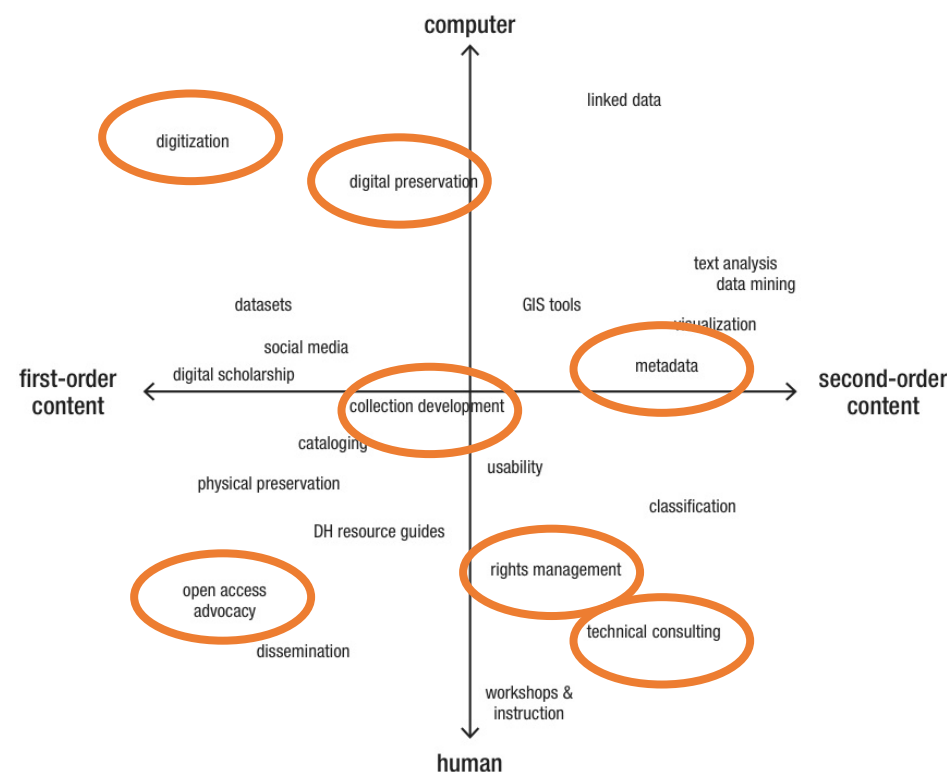 computer
linked data
digitization
digital preservation
text analysis
data mining
datasets
GIS tools
visualization
social media
metadata
digital scholarship
first-order
content
second-order
content
collection development
cataloging
usability
physical preservation
classification
DH resource guides
rights management
open access
advocacy
technical consulting
dissemination
workshops &
instruction
human